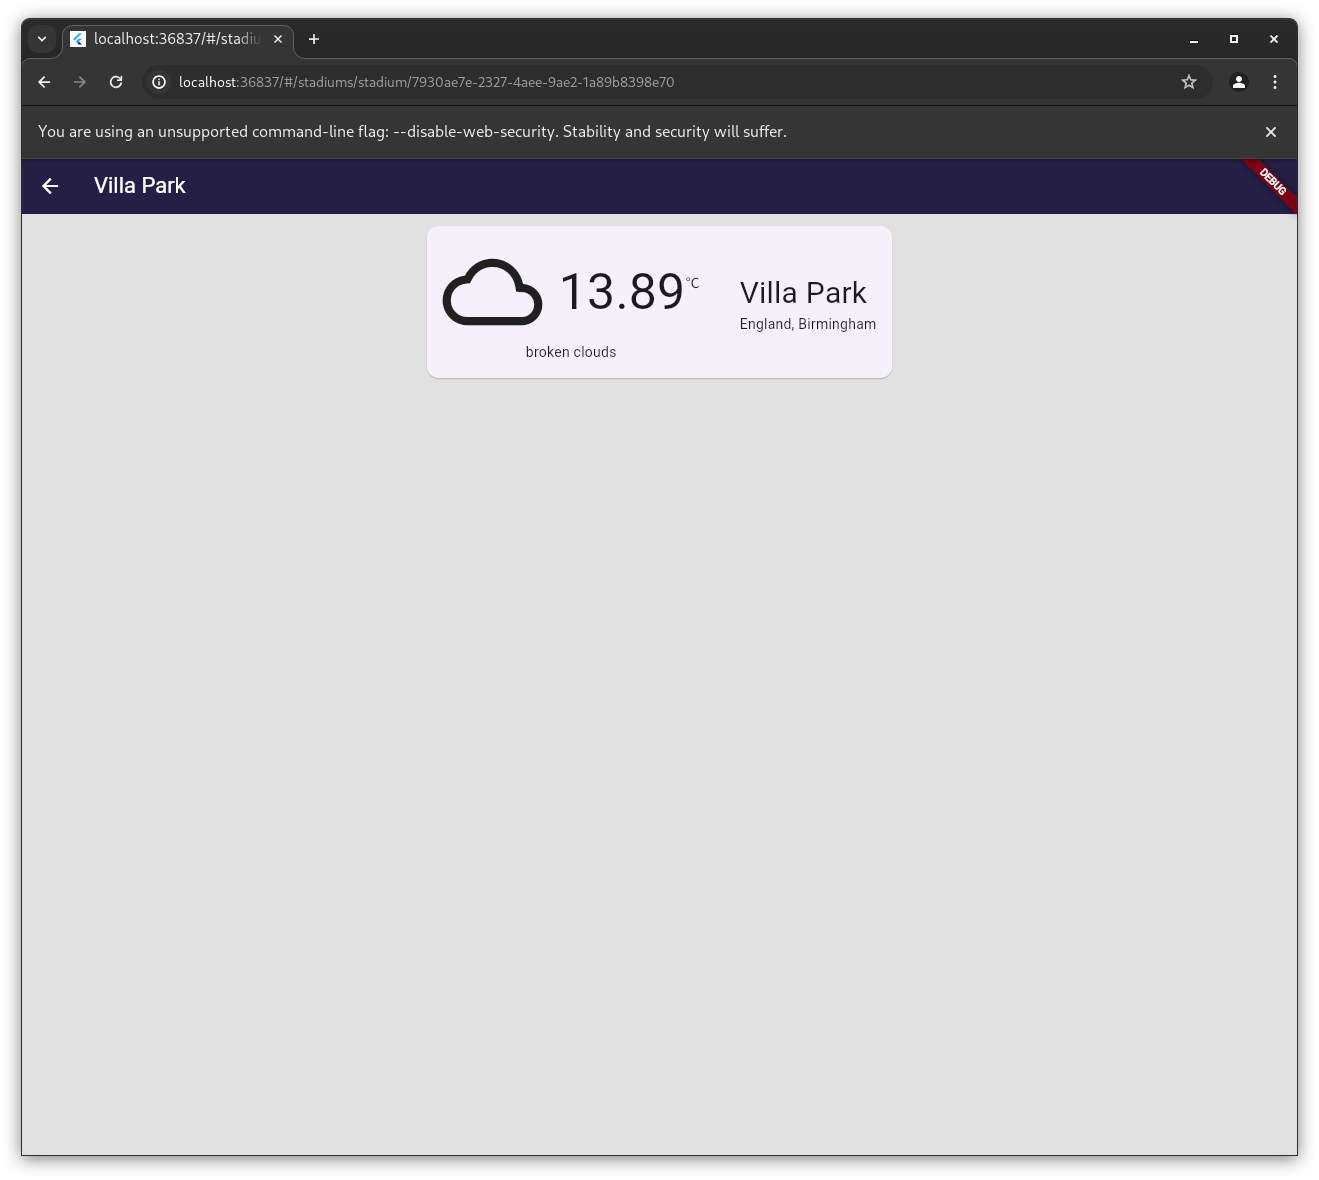 localhost:36837/#/stadiu
localhost:36837/#/stadiums/stadium/7930ae7e-2327-4aee-9ae2-1a89b8398e70
You are using an unsupported command-line flag: --disable-web-security. Stability and security will suffer.
Villa Park
DEBUG
13.89°C
Villa Park
England, Birmingham
broken clouds